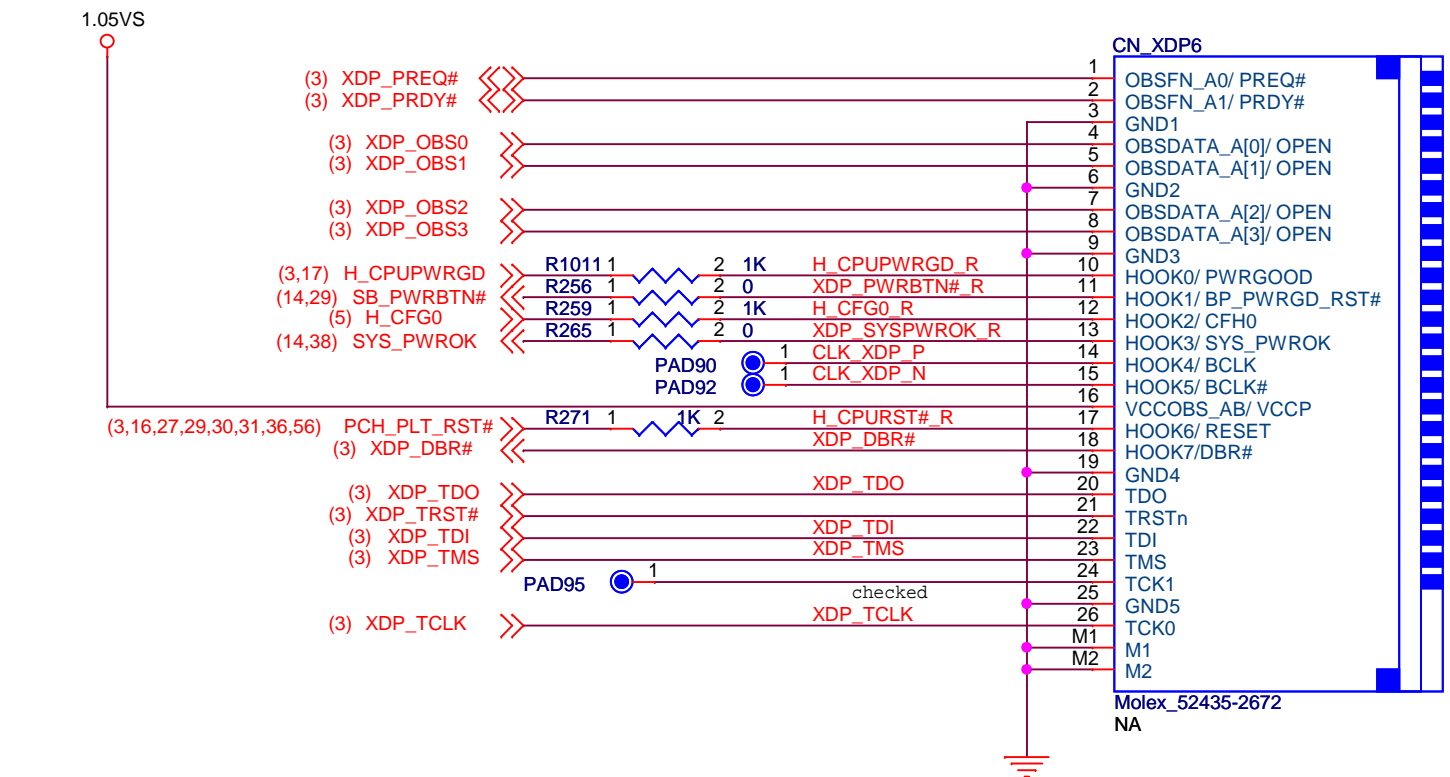 1.05VS
CN_XDP6
(3) XDP_PREQ# 1 OBSFN_A0/ PREQ#
(3) XDP_PRDY# 2 OBSFN_A1/ PRDY#
3 GND1
(3) XDP_OBS0 4 OBSDATA_A[0]/ OPEN
(3) XDP_OBS1 5 OBSDATA_A[1]/ OPEN
6 GND2
(3) XDP_OBS2 7 OBSDATA_A[2]/ OPEN
(3) XDP_OBS3 8 OBSDATA_A[3]/ OPEN
9 GND3
(3,17) H_CPUPWRGD R1011 1 2 1K H_CPUPWRGD_R 10 HOOK0/ PWRGOOD
(14,29) SB_PWRBTN# R256 1 2 0 XDP_PWRBTN#_R 11 HOOK1/ BP_PWRGD_RST#
(5) H_CFG0 R259 1 2 1K H_CFG0_R 12 HOOK2/ CFH0
(14,38) SYS_PWROK R265 1 2 0 XDP_SYSPWROK_R 13 HOOK3/ SYS_PWROK
PAD90 1 CLK_XDP_P 14 HOOK4/ BCLK
PAD92 1 CLK_XDP_N 15 HOOK5/ BCLK#
16 VCCOBS_AB/ VCCP
(3,16,27,29,30,31,36,56) PCH_PLT_RST# R271 1 1K 2 H_CPURST#_R 17 HOOK6/ RESET
(3) XDP_DBR# XDP_DBR# 18 HOOK7/DBR#
19 GND4
(3) XDP_TDO XDP_TDO 20 TDO
(3) XDP_TRST# 21 TRSTn
(3) XDP_TDI XDP_TDI 22 TDI
(3) XDP_TMS XDP_TMS 23 TMS
PAD95 1 24 TCK1
checked 25 GND5
(3) XDP_TCLK XDP_TCLK 26 TCK0
M1 M1
M2 M2
Molex_52435-2672
NA